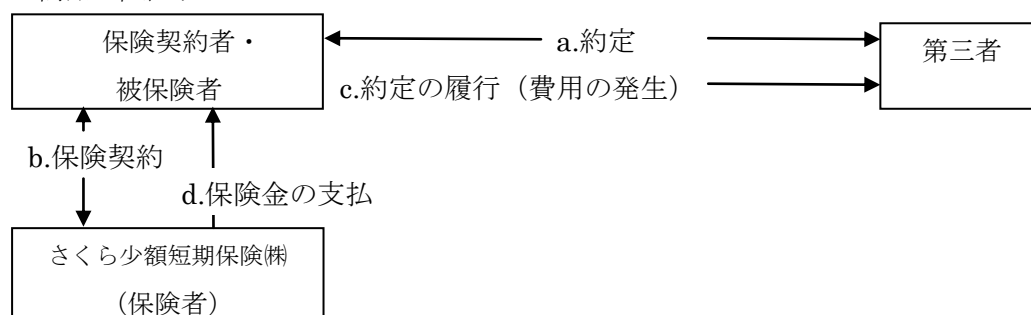 保険契約者・
被保険者
a.約定
c.約定の履行（費用の発生）
第三者
b.保険契約
d.保険金の支払
さくら少額短期保険㈱
（保険者）